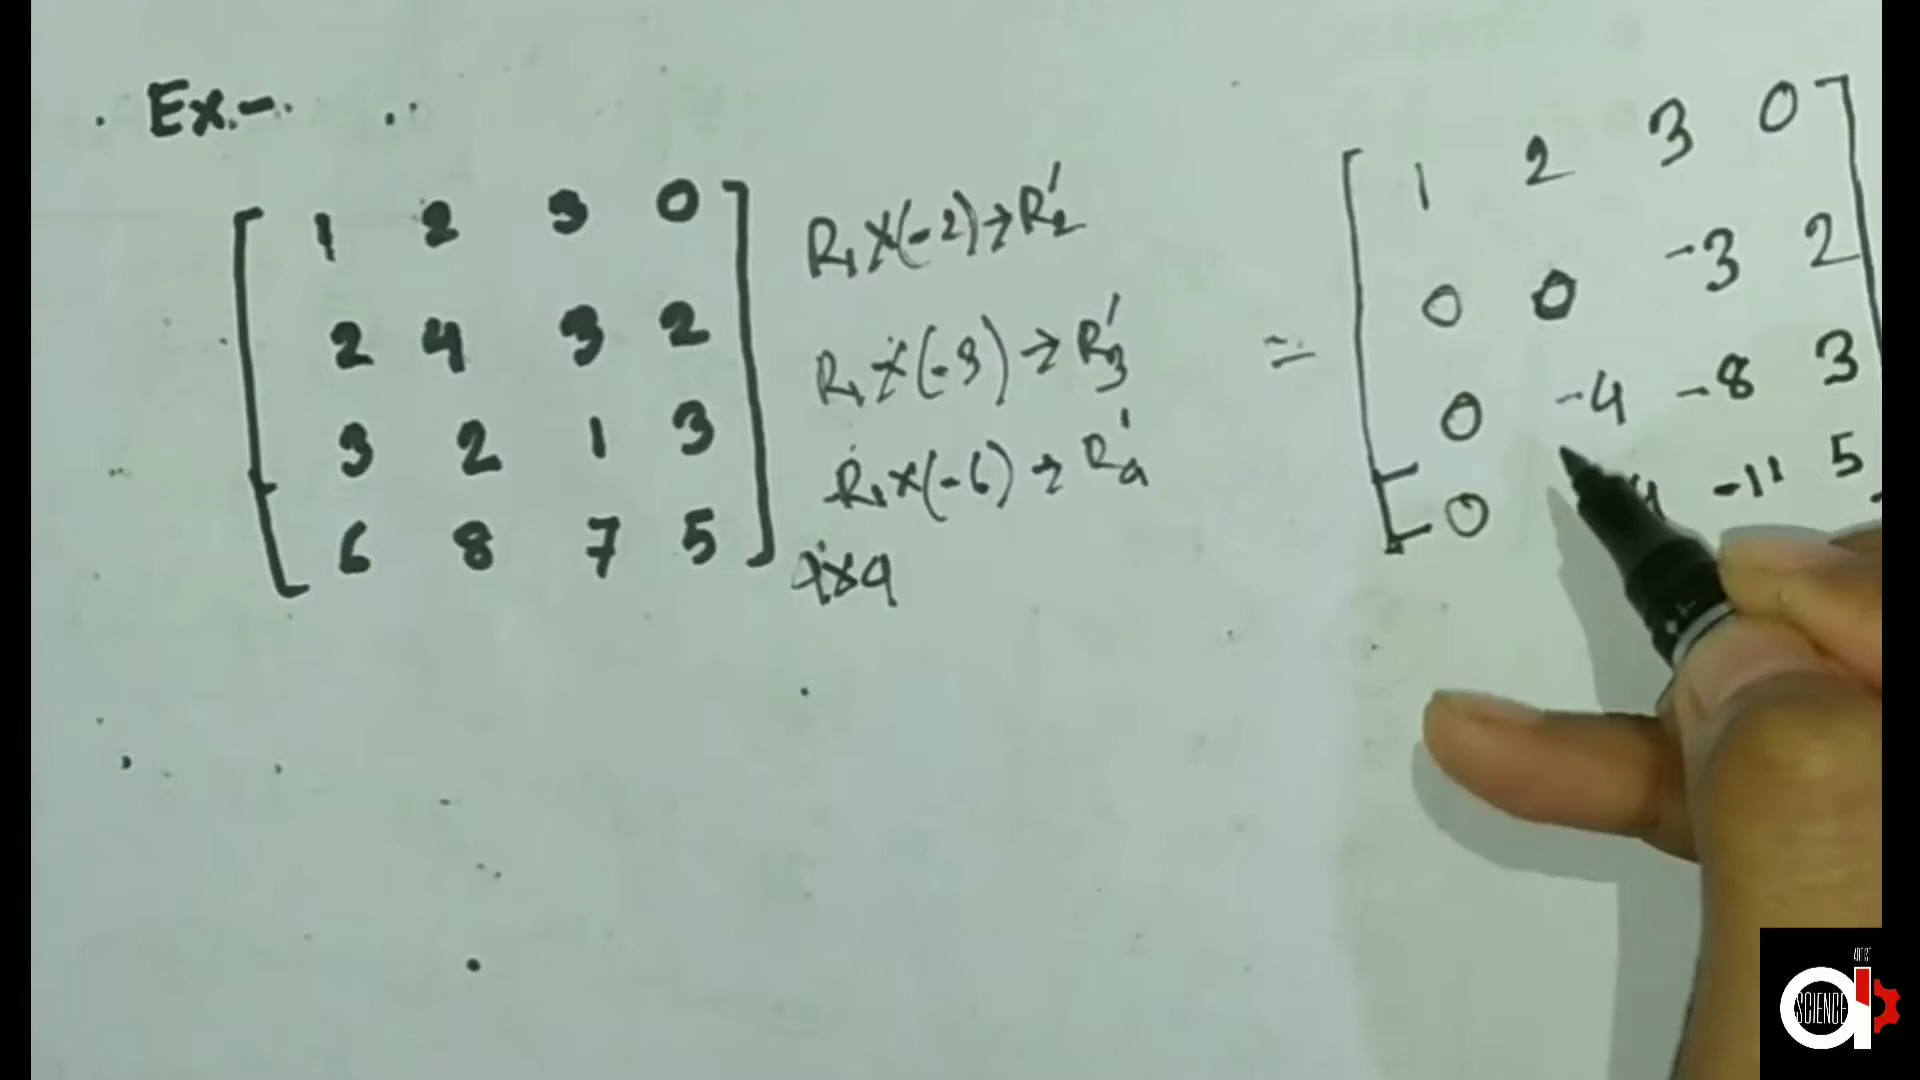 Ex.-
1 2 3 0
2 4 3 2
3 2 1 3
6 8 7 5
4x4
R1 x(-2)→R2'
R1 x(-3)→R3'
R1 x(-6)→R4'
=
1 2 3 0
0 0 -3 2
0 -4 -8 3
0 4 -11 5
SCIENCE